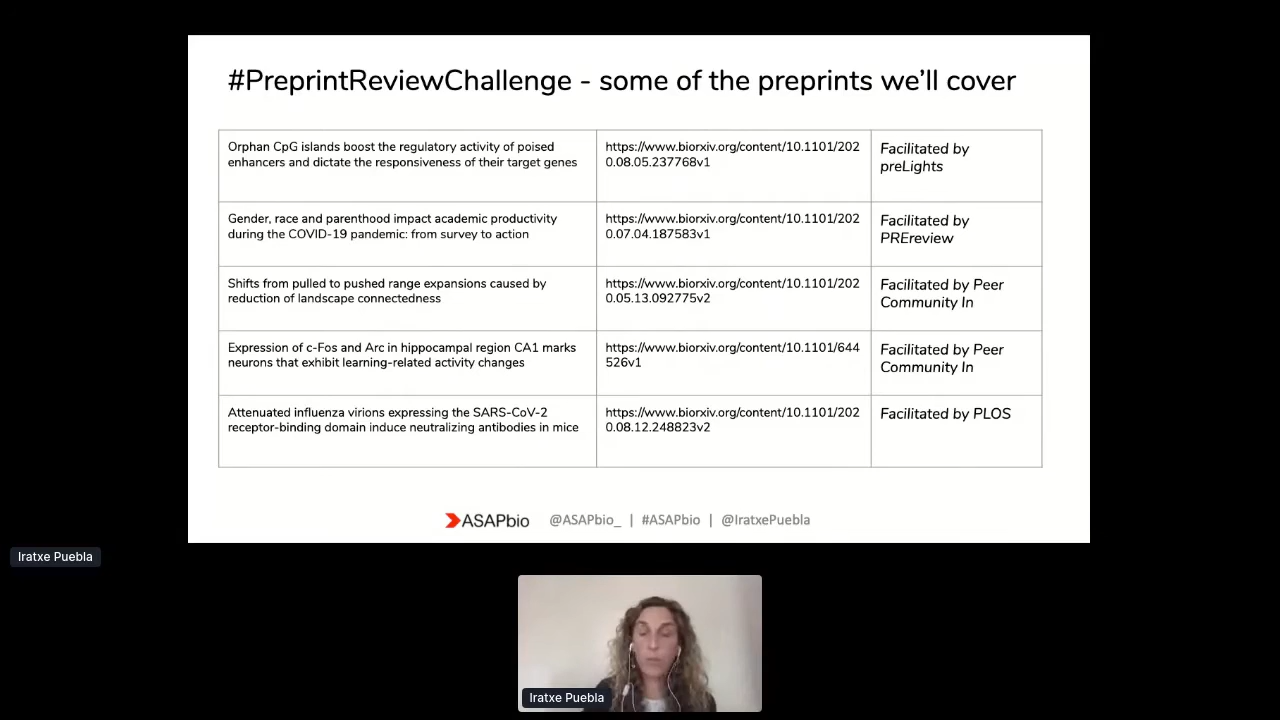 #PreprintReviewChallenge - some of the preprints we'll cover
Orphan CpG islands boost the regulatory activity of poised
enhancers and dictate the responsiveness of their target genes
https://www.biorxiv.org/content/10.1101/202
0.08.05.237768v1
Facilitated by
preLights
Gender, race and parenthood impact academic productivity
during the COVID-19 pandemic: from survey to action
https://www.biorxiv.org/content/10.1101/202
0.07.04.187583v1
Facilitated by
PREreview
Shifts from pulled to pushed range expansions caused by
reduction of landscape connectedness
https://www.biorxiv.org/content/10.1101/202
0.05.13.092775v2
Facilitated by Peer
Community In
Expression of c-Fos and Arc in hippocampal region CA1 marks
neurons that exhibit learning-related activity changes
https://www.biorxiv.org/content/10.1101/644
526v1
Facilitated by Peer
Community In
Attenuated influenza virions expressing the SARS-CoV-2
receptor-binding domain induce neutralizing antibodies in mice
https://www.biorxiv.org/content/10.1101/202
0.08.12.248823v2
Facilitated by PLOS
ASAPbio @ASAPbio_ | #ASAPbio | @IratxePuebla
Iratxe Puebla
Iratxe Puebla